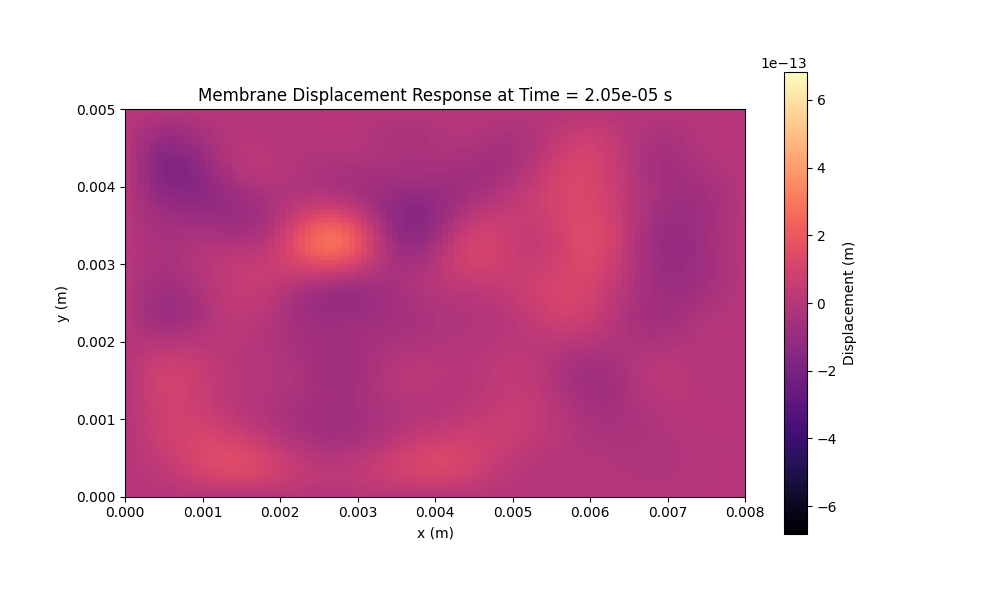 1e−13
Membrane Displacement Response at Time = 2.05e-05 s
0.005
0.004
0.003
0.002
0.001
0.000
y (m)
0.000 0.001 0.002 0.003 0.004 0.005 0.006 0.007 0.008
x (m)
6
4
2
0
−2
−4
−6
Displacement (m)